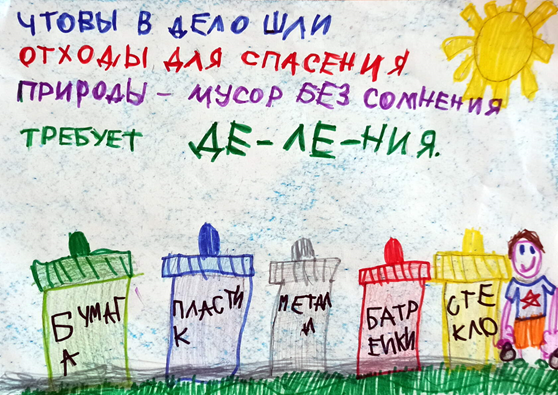 ЧТОВЫ В ДЕЛО ШЛИ
ОТХОДЫ ДЛЯ СПАСЕНИЯ
ПРИРОДЫ – МУСОР БЕЗ СОМНЕНИЯ
ТРЕБУЕТ ДЕ-ЛЕ-НИЯ.
БУМАГ
А
ПЛАСТИ
К
МЕТАЛ
И
БАТР
ЕЙКИ
СТЕ
КЛО